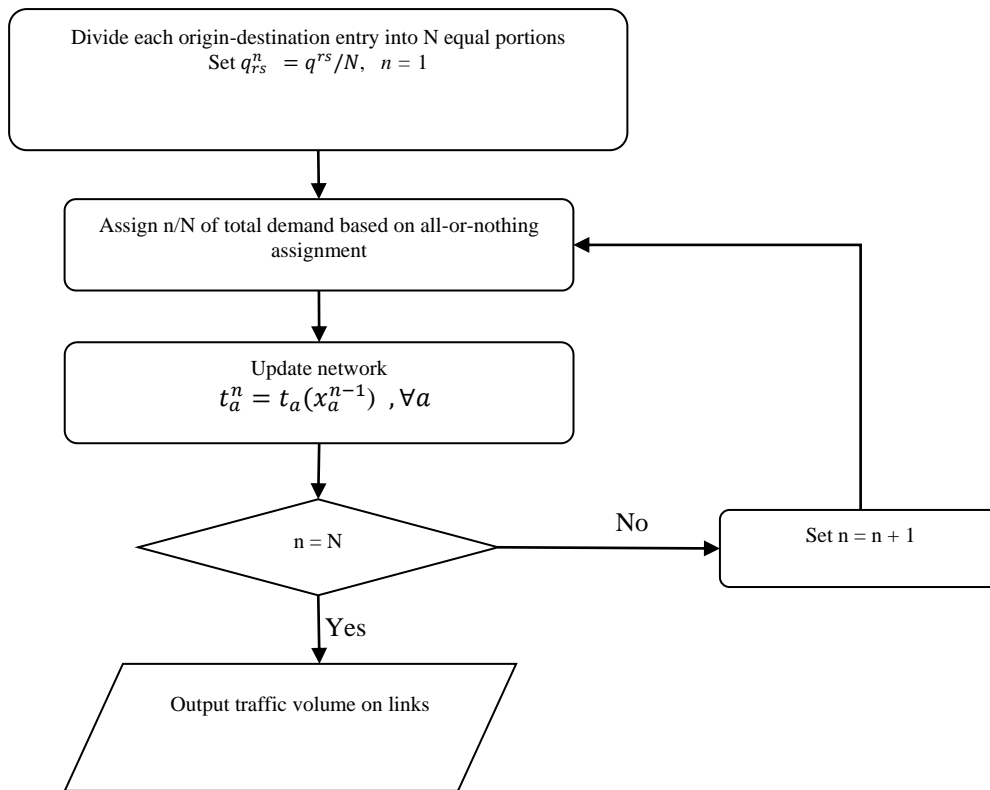 Divide each origin-destination entry into N equal portions
Set $q_{rs}^{n} = q^{rs}/N$, n = 1
Assign n/N of total demand based on all-or-nothing
assignment
Update network
$t_a^n = t_a(x_a^{n-1})$ , ∀a
n = N
No
Set n = n + 1
Yes
Output traffic volume on links